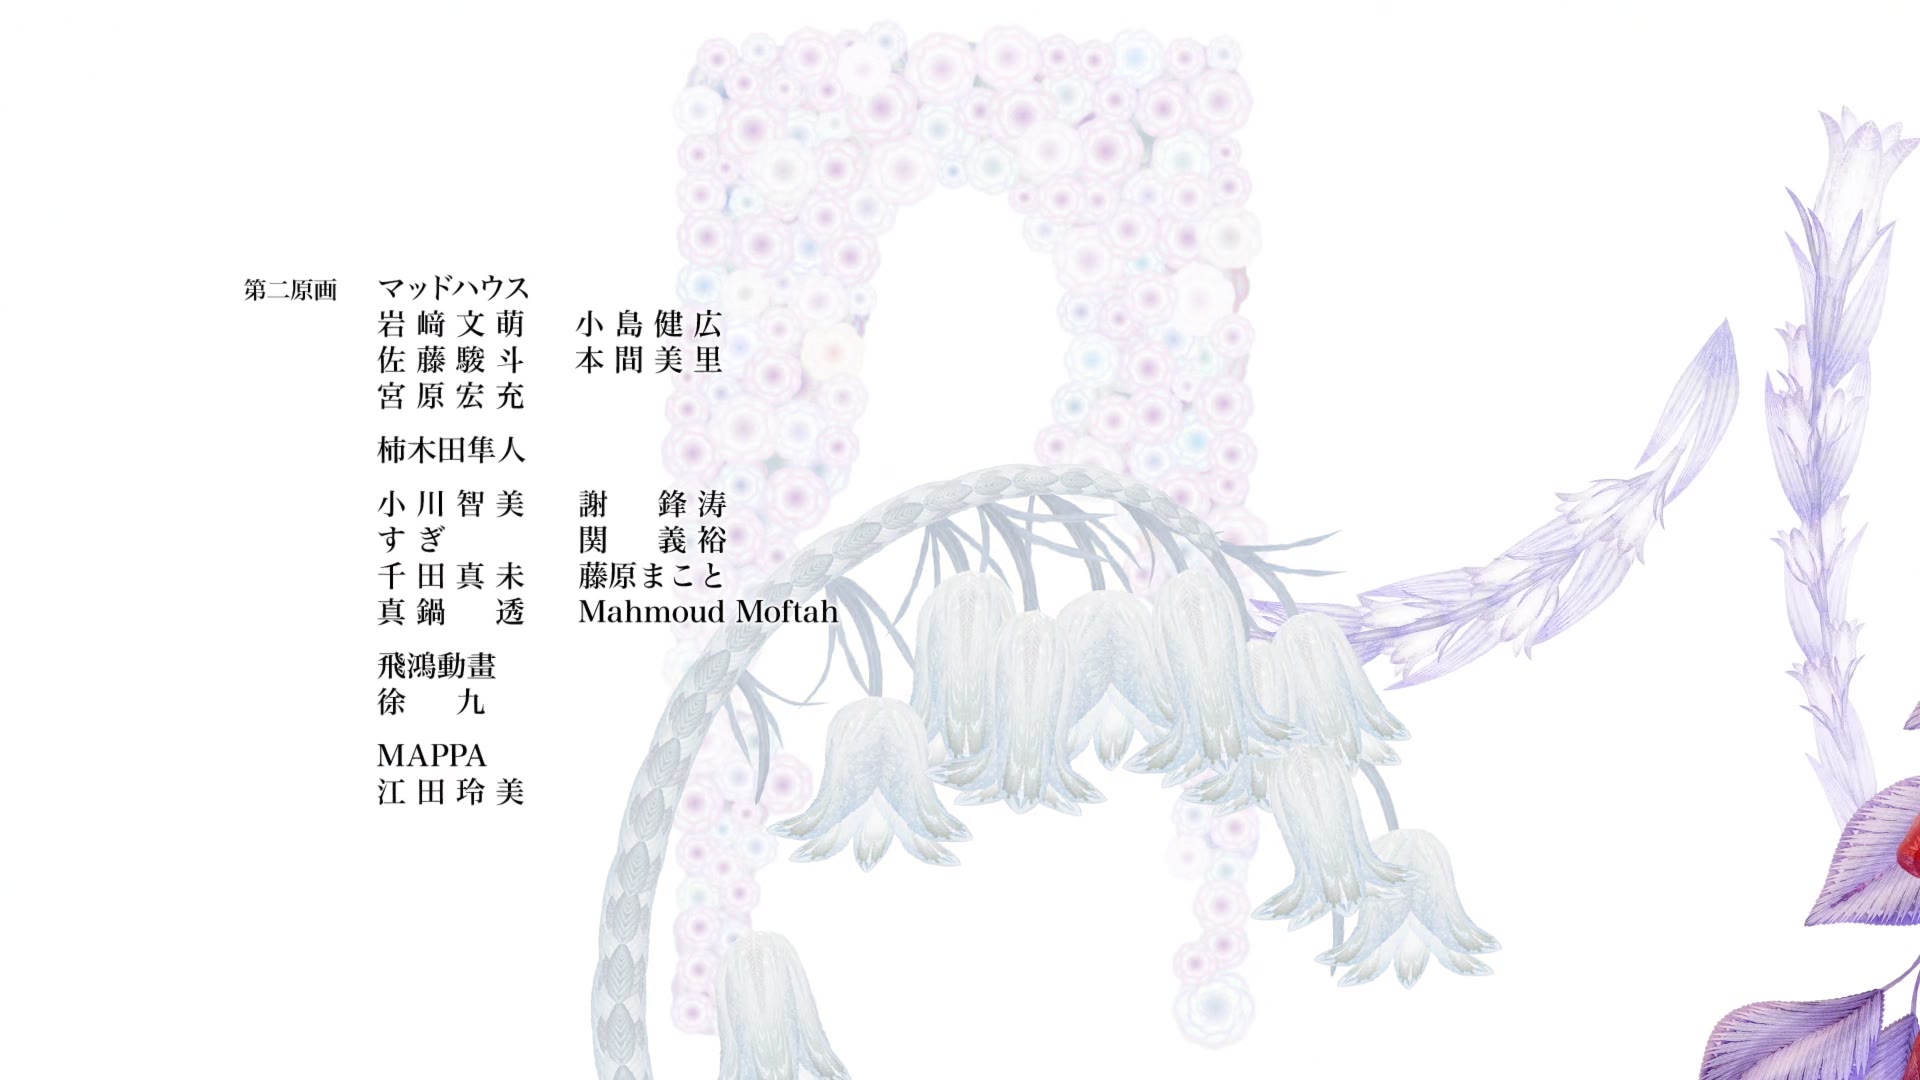 第二原画 マッドハウス
岩﨑文萌 小島健広
佐藤駿斗 本間美里
宮原宏充
柿木田隼人
小川智美 謝 鋒涛
すぎ 関 義裕
千田真未 藤原まこと
真鍋 透 Mahmoud Moftah
飛鴻動畫
徐 九
MAPPA
江田玲美